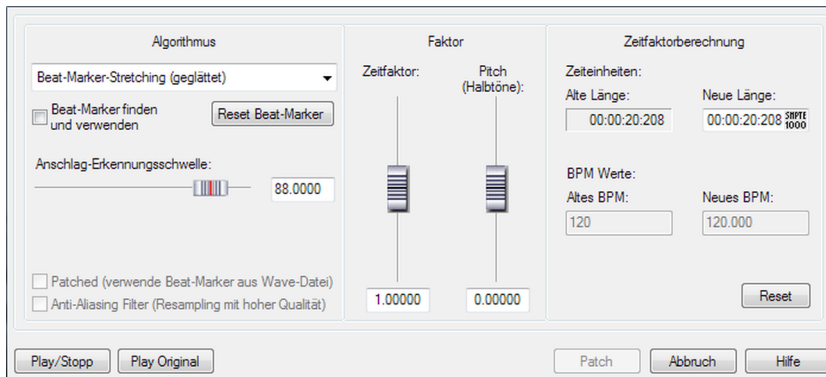 Algorithmus
Beat-Marker-Stretching (geglättet)
Beat-Marker finden
und verwenden
Reset Beat-Marker
Anschlag-Erkennungsschwelle:
88.0000
Patched (verwende Beat-Marker aus Wave-Datei)
Anti-Aliasing Filter (Resampling mit hoher Qualität)
Faktor
Zeitfaktor:
Pitch
(Halbtöne):
1.00000
0.00000
Zeitfaktorberechnung
Zeiteinheiten:
Alte Länge:
Neue Länge:
00:00:20:208
00:00:20:208
SMPTE
1000
BPM Werte:
Altes BPM:
Neues BPM:
120
120.000
Reset
Play/Stopp
Play Original
Patch
Abbruch
Hilfe